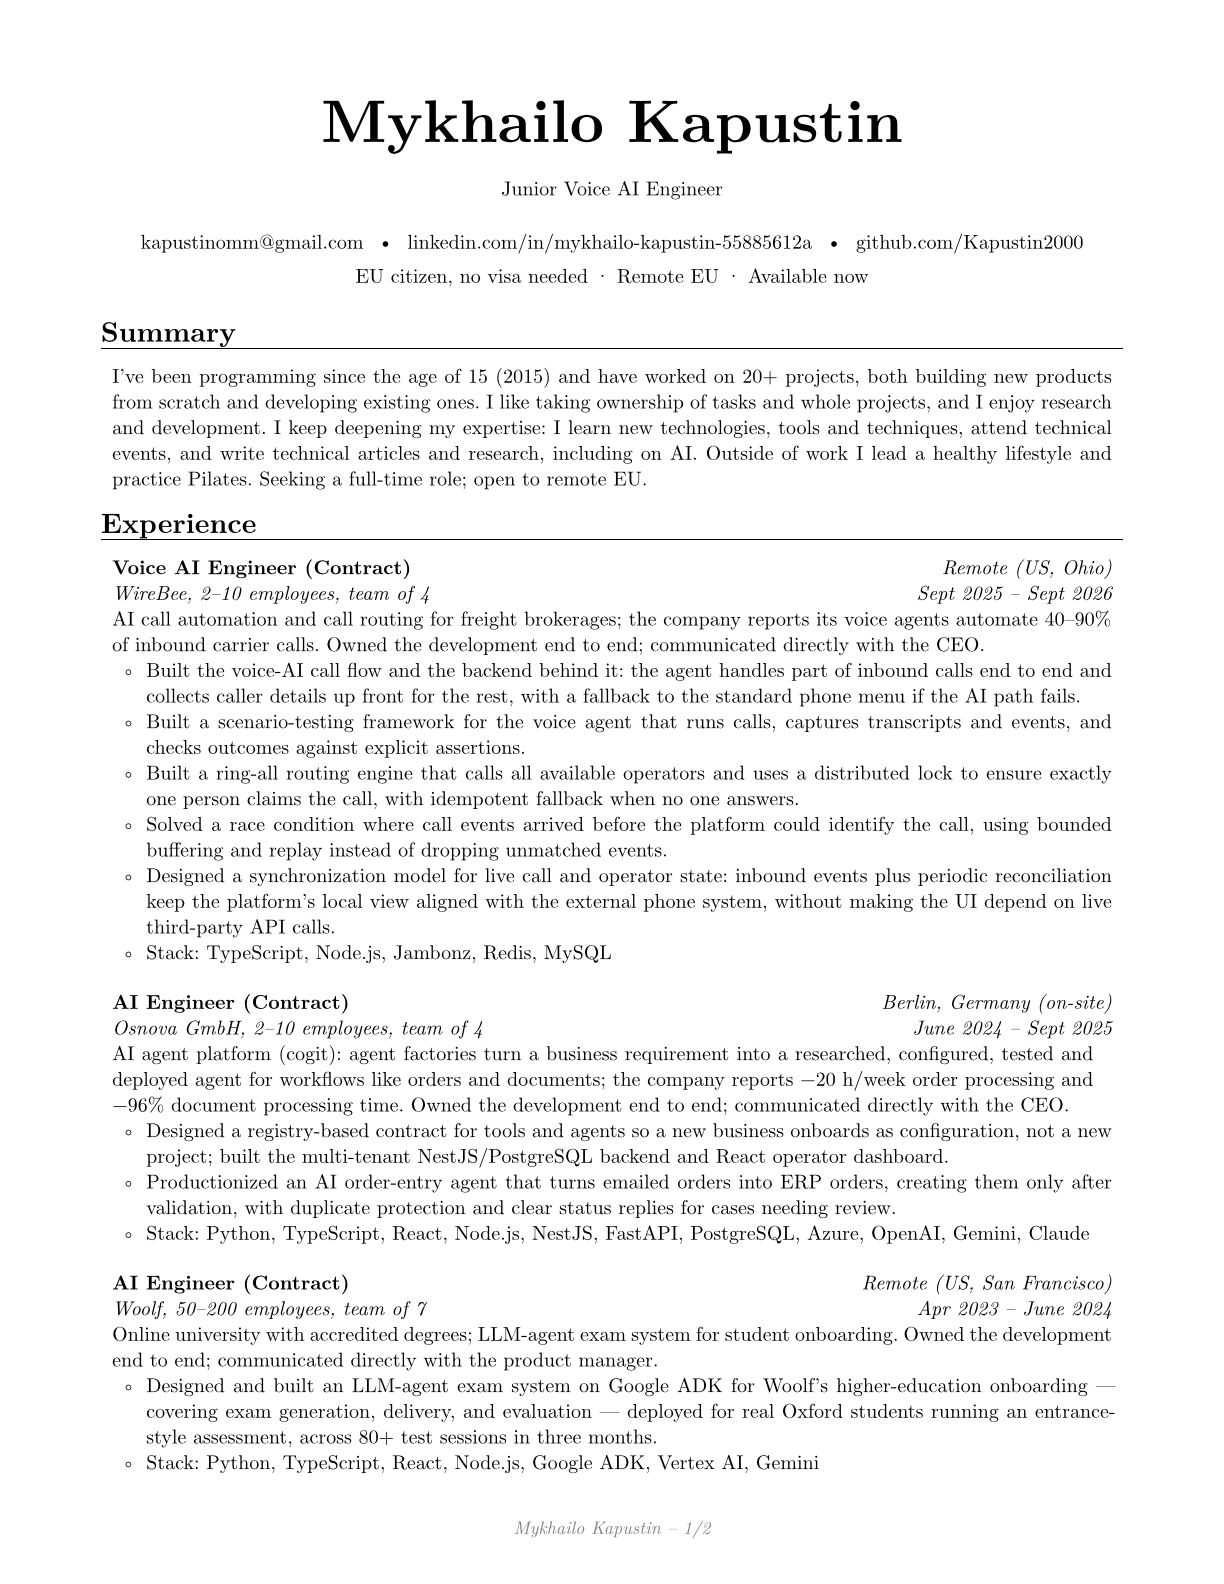 Mykhailo Kapustin
Junior Voice AI Engineer
kapustinomm@gmail.com • linkedin.com/in/mykhailo-kapustin-55885612a • github.com/Kapustin2000
EU citizen, no visa needed · Remote EU · Available now
Summary
I've been programming since the age of 15 (2015) and have worked on 20+ projects, both building new products
from scratch and developing existing ones. I like taking ownership of tasks and whole projects, and I enjoy research
and development. I keep deepening my expertise: I learn new technologies, tools and techniques, attend technical
events, and write technical articles and research, including on AI. Outside of work I lead a healthy lifestyle and
practice Pilates. Seeking a full-time role; open to remote EU.
Experience
Voice AI Engineer (Contract) Remote (US, Ohio)
WireBee, 2–10 employees, team of 4 Sept 2025 – Sept 2026
AI call automation and call routing for freight brokerages; the company reports its voice agents automate 40–90%
of inbound carrier calls. Owned the development end to end; communicated directly with the CEO.
◦ Built the voice-AI call flow and the backend behind it: the agent handles part of inbound calls end to end and
collects caller details up front for the rest, with a fallback to the standard phone menu if the AI path fails.
◦ Built a scenario-testing framework for the voice agent that runs calls, captures transcripts and events, and
checks outcomes against explicit assertions.
◦ Built a ring-all routing engine that calls all available operators and uses a distributed lock to ensure exactly
one person claims the call, with idempotent fallback when no one answers.
◦ Solved a race condition where call events arrived before the platform could identify the call, using bounded
buffering and replay instead of dropping unmatched events.
◦ Designed a synchronization model for live call and operator state: inbound events plus periodic reconciliation
keep the platform's local view aligned with the external phone system, without making the UI depend on live
third-party API calls.
◦ Stack: TypeScript, Node.js, Jambonz, Redis, MySQL
AI Engineer (Contract) Berlin, Germany (on-site)
Osnova GmbH, 2–10 employees, team of 4 June 2024 – Sept 2025
AI agent platform (cogit): agent factories turn a business requirement into a researched, configured, tested and
deployed agent for workflows like orders and documents; the company reports −20 h/week order processing and
−96% document processing time. Owned the development end to end; communicated directly with the CEO.
◦ Designed a registry-based contract for tools and agents so a new business onboards as configuration, not a new
project; built the multi-tenant NestJS/PostgreSQL backend and React operator dashboard.
◦ Productionized an AI order-entry agent that turns emailed orders into ERP orders, creating them only after
validation, with duplicate protection and clear status replies for cases needing review.
◦ Stack: Python, TypeScript, React, Node.js, NestJS, FastAPI, PostgreSQL, Azure, OpenAI, Gemini, Claude
AI Engineer (Contract) Remote (US, San Francisco)
Woolf, 50–200 employees, team of 7 Apr 2023 – June 2024
Online university with accredited degrees; LLM-agent exam system for student onboarding. Owned the development
end to end; communicated directly with the product manager.
◦ Designed and built an LLM-agent exam system on Google ADK for Woolf's higher-education onboarding —
covering exam generation, delivery, and evaluation — deployed for real Oxford students running an entrance-
style assessment, across 80+ test sessions in three months.
◦ Stack: Python, TypeScript, React, Node.js, Google ADK, Vertex AI, Gemini
Mykhailo Kapustin – 1/2